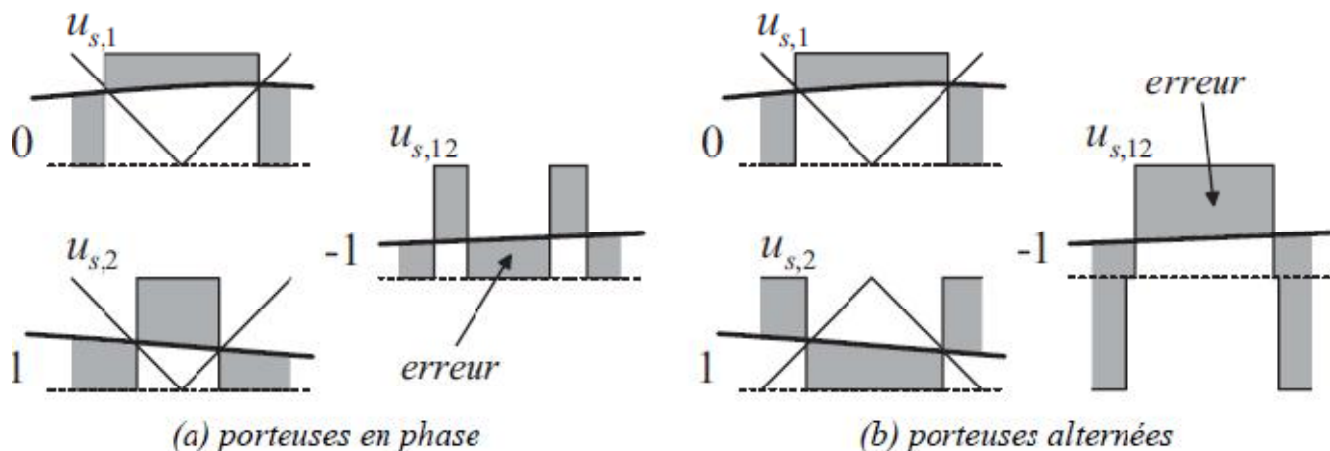 u_{s,1}
0
u_{s,12}
-1
u_{s,2}
1
erreur
(a) porteuses en phase
u_{s,1}
erreur
0
u_{s,12}
-1
u_{s,2}
1
(b) porteuses alternées